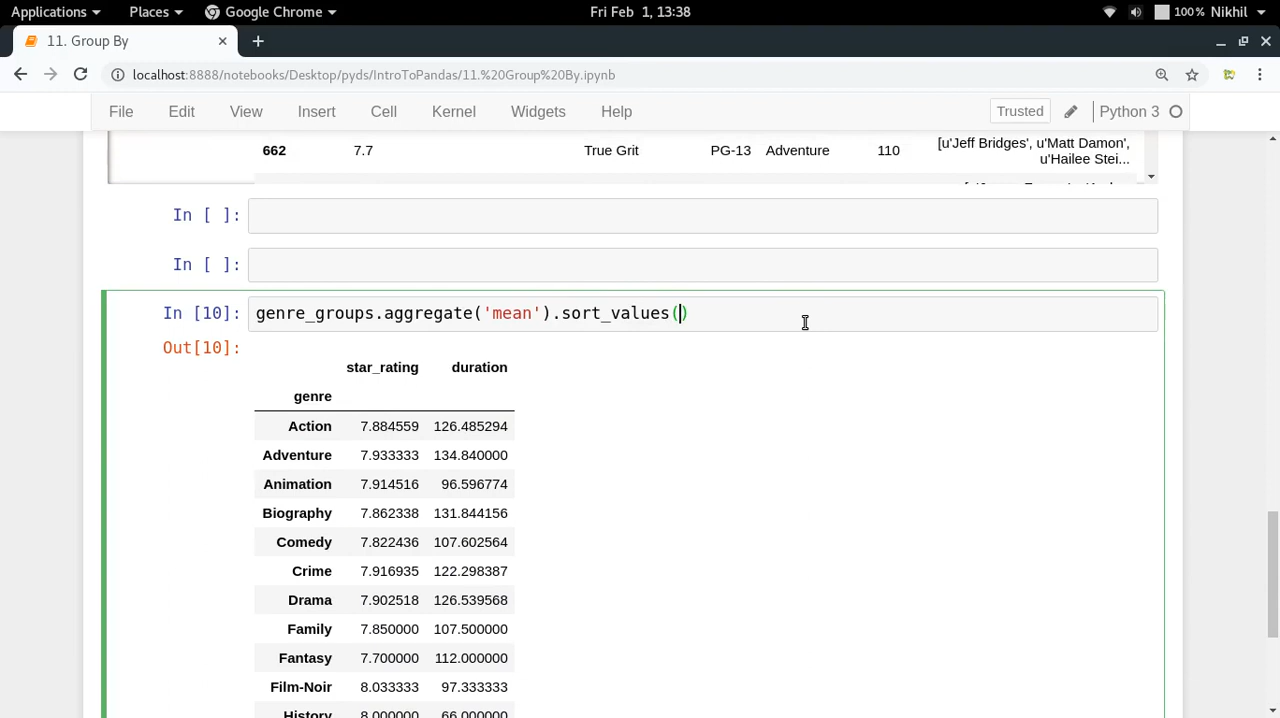 Applications Places Google Chrome Fri Feb 1, 13:38 100% Nikhil
11. Group By
localhost:8888/notebooks/Desktop/pyds/IntroToPandas/11.%20Group%20By.ipynb
File Edit View Insert Cell Kernel Widgets Help Trusted Python 3
662 7.7 True Grit PG-13 Adventure 110 [u'Jeff Bridges', u'Matt Damon',
u'Hailee Stei...
In [ ]:
In [ ]:
In [10]: genre_groups.aggregate('mean').sort_values()
Out[10]:
star_rating duration
genre
Action 7.884559 126.485294
Adventure 7.933333 134.840000
Animation 7.914516 96.596774
Biography 7.862338 131.844156
Comedy 7.822436 107.602564
Crime 7.916935 122.298387
Drama 7.902518 126.539568
Family 7.850000 107.500000
Fantasy 7.700000 112.000000
Film-Noir 8.033333 97.333333
History 8.000000 66.000000